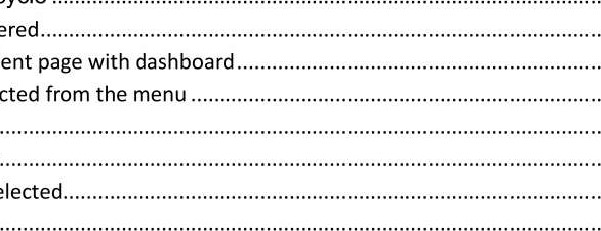 ered..............................................................................
ent page with dashboard.....................................................
cted from the menu ............................................................
..................................................................................
..................................................................................
elected...........................................................................
..................................................................................